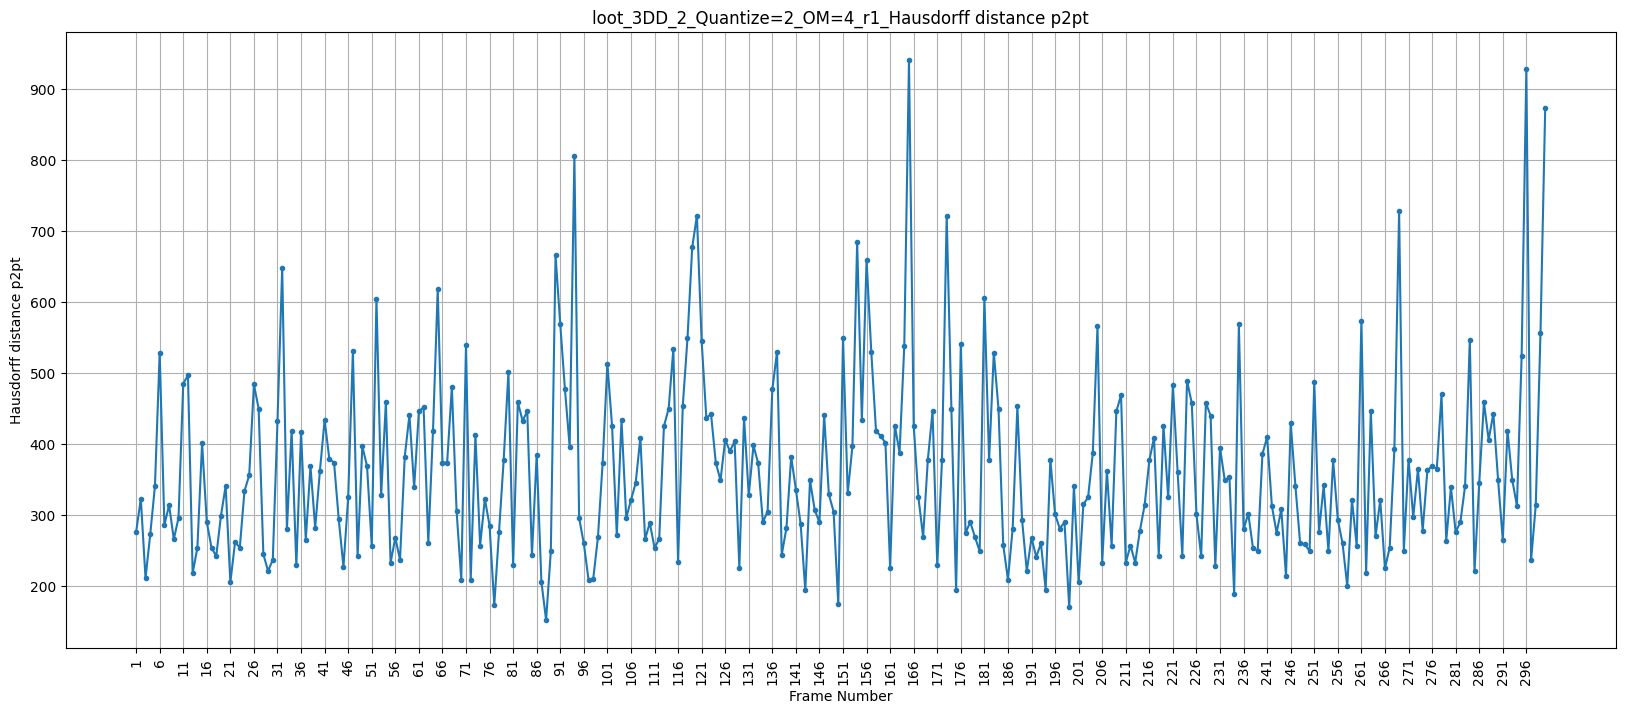 loot_3DD_2_Quantize=2_OM=4_r1_Hausdorff distance p2pt
Hausdorff distance p2pt
900
800
700
600
500
400
300
200
1 6 11 16 21 26 31 36 41 46 51 56 61 66 71 76 81 86 91 96 101 106 111 116 121 126 131 136 141 146 151 156 161 166 171 176 181 186 191 196 201 206 211 216 221 226 231 236 241 246 251 256 261 266 271 276 281 286 291 296
Frame Number